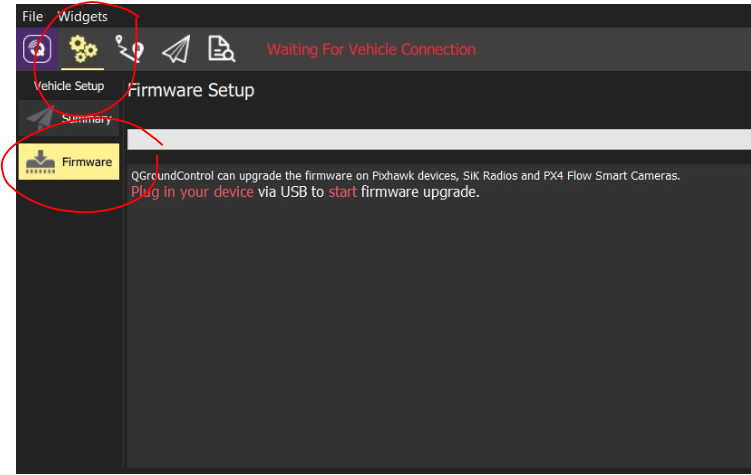 File Widgets
Waiting For Vehicle Connection
Vehicle Setup
Firmware Setup
Summary
Firmware
QGroundControl can upgrade the firmware on Pixhawk devices, SiK Radios and PX4 Flow Smart Cameras.
Plug in your device via USB to start firmware upgrade.